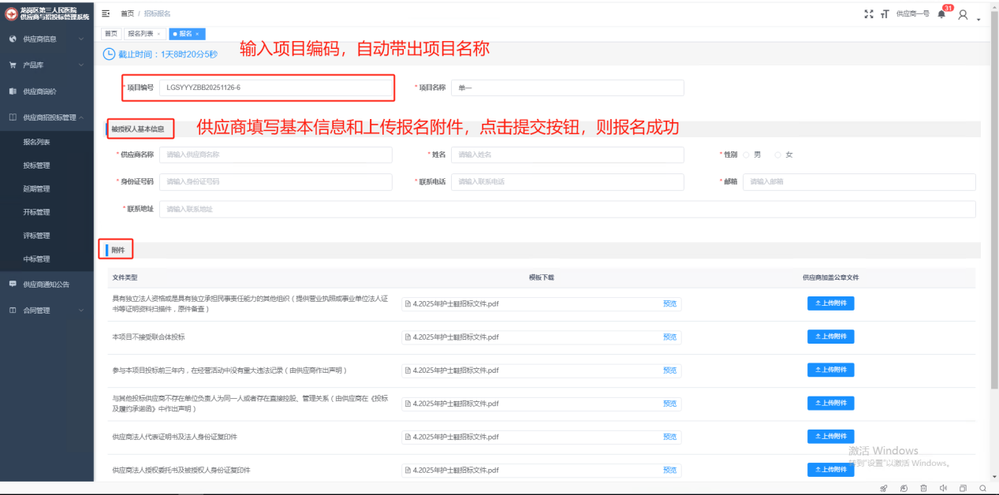 龙岗区第三人民医院
供应商与招投标管理系统
首页 / 招标报名
供应商一号
31
首页
报名列表 ×
报名 ×
截止时间：1天8时20分5秒
输入项目编码，自动带出项目名称
* 项目编号 LGSYYYZBB20251126-6
* 项目名称 单一
被授权人基本信息
供应商填写基本信息和上传报名附件，点击提交按钮，则报名成功
* 供应商名称 请输入供应商名称
* 姓名 请输入姓名
* 性别 男 女
* 身份证号码 请输入身份证号码
* 联系电话 请输入联系电话
* 邮箱 请输入邮箱
* 联系地址 请输入联系地址
附件
文件类型 模板下载 供应商加盖公章文件
具有独立法人资格或是具有独立承担民事责任能力的其他组织（提供营业执照或事业单位法人证
书等证明资料扫描件，原件备查）
4.2025年护士鞋招标文件.pdf 预览 上传附件
本项目不接受联合体投标
4.2025年护士鞋招标文件.pdf 预览 上传附件
参与本项目投标前三年内，在经营活动中没有重大违法记录（由供应商作出声明）
4.2025年护士鞋招标文件.pdf 预览 上传附件
与其他投标供应商不存在单位负责人为同一人或者存在直接控股、管理关系（由供应商在《投标
及履约承诺函》中作出声明）
4.2025年护士鞋招标文件.pdf 预览 上传附件
供应商法人代表证明书及法人身份证复印件
4.2025年护士鞋招标文件.pdf 预览 上传附件
供应商法人授权委托书及被授权人身份证复印件
4.2025年护士鞋招标文件.pdf 预览 上传附件
供应商信息
产品库
供应商询价
供应商招投标管理
报名列表
投标管理
延期管理
开标管理
评标管理
中标管理
供应商通知公告
合同管理
激活 Windows
转到"设置"以激活 Windows。